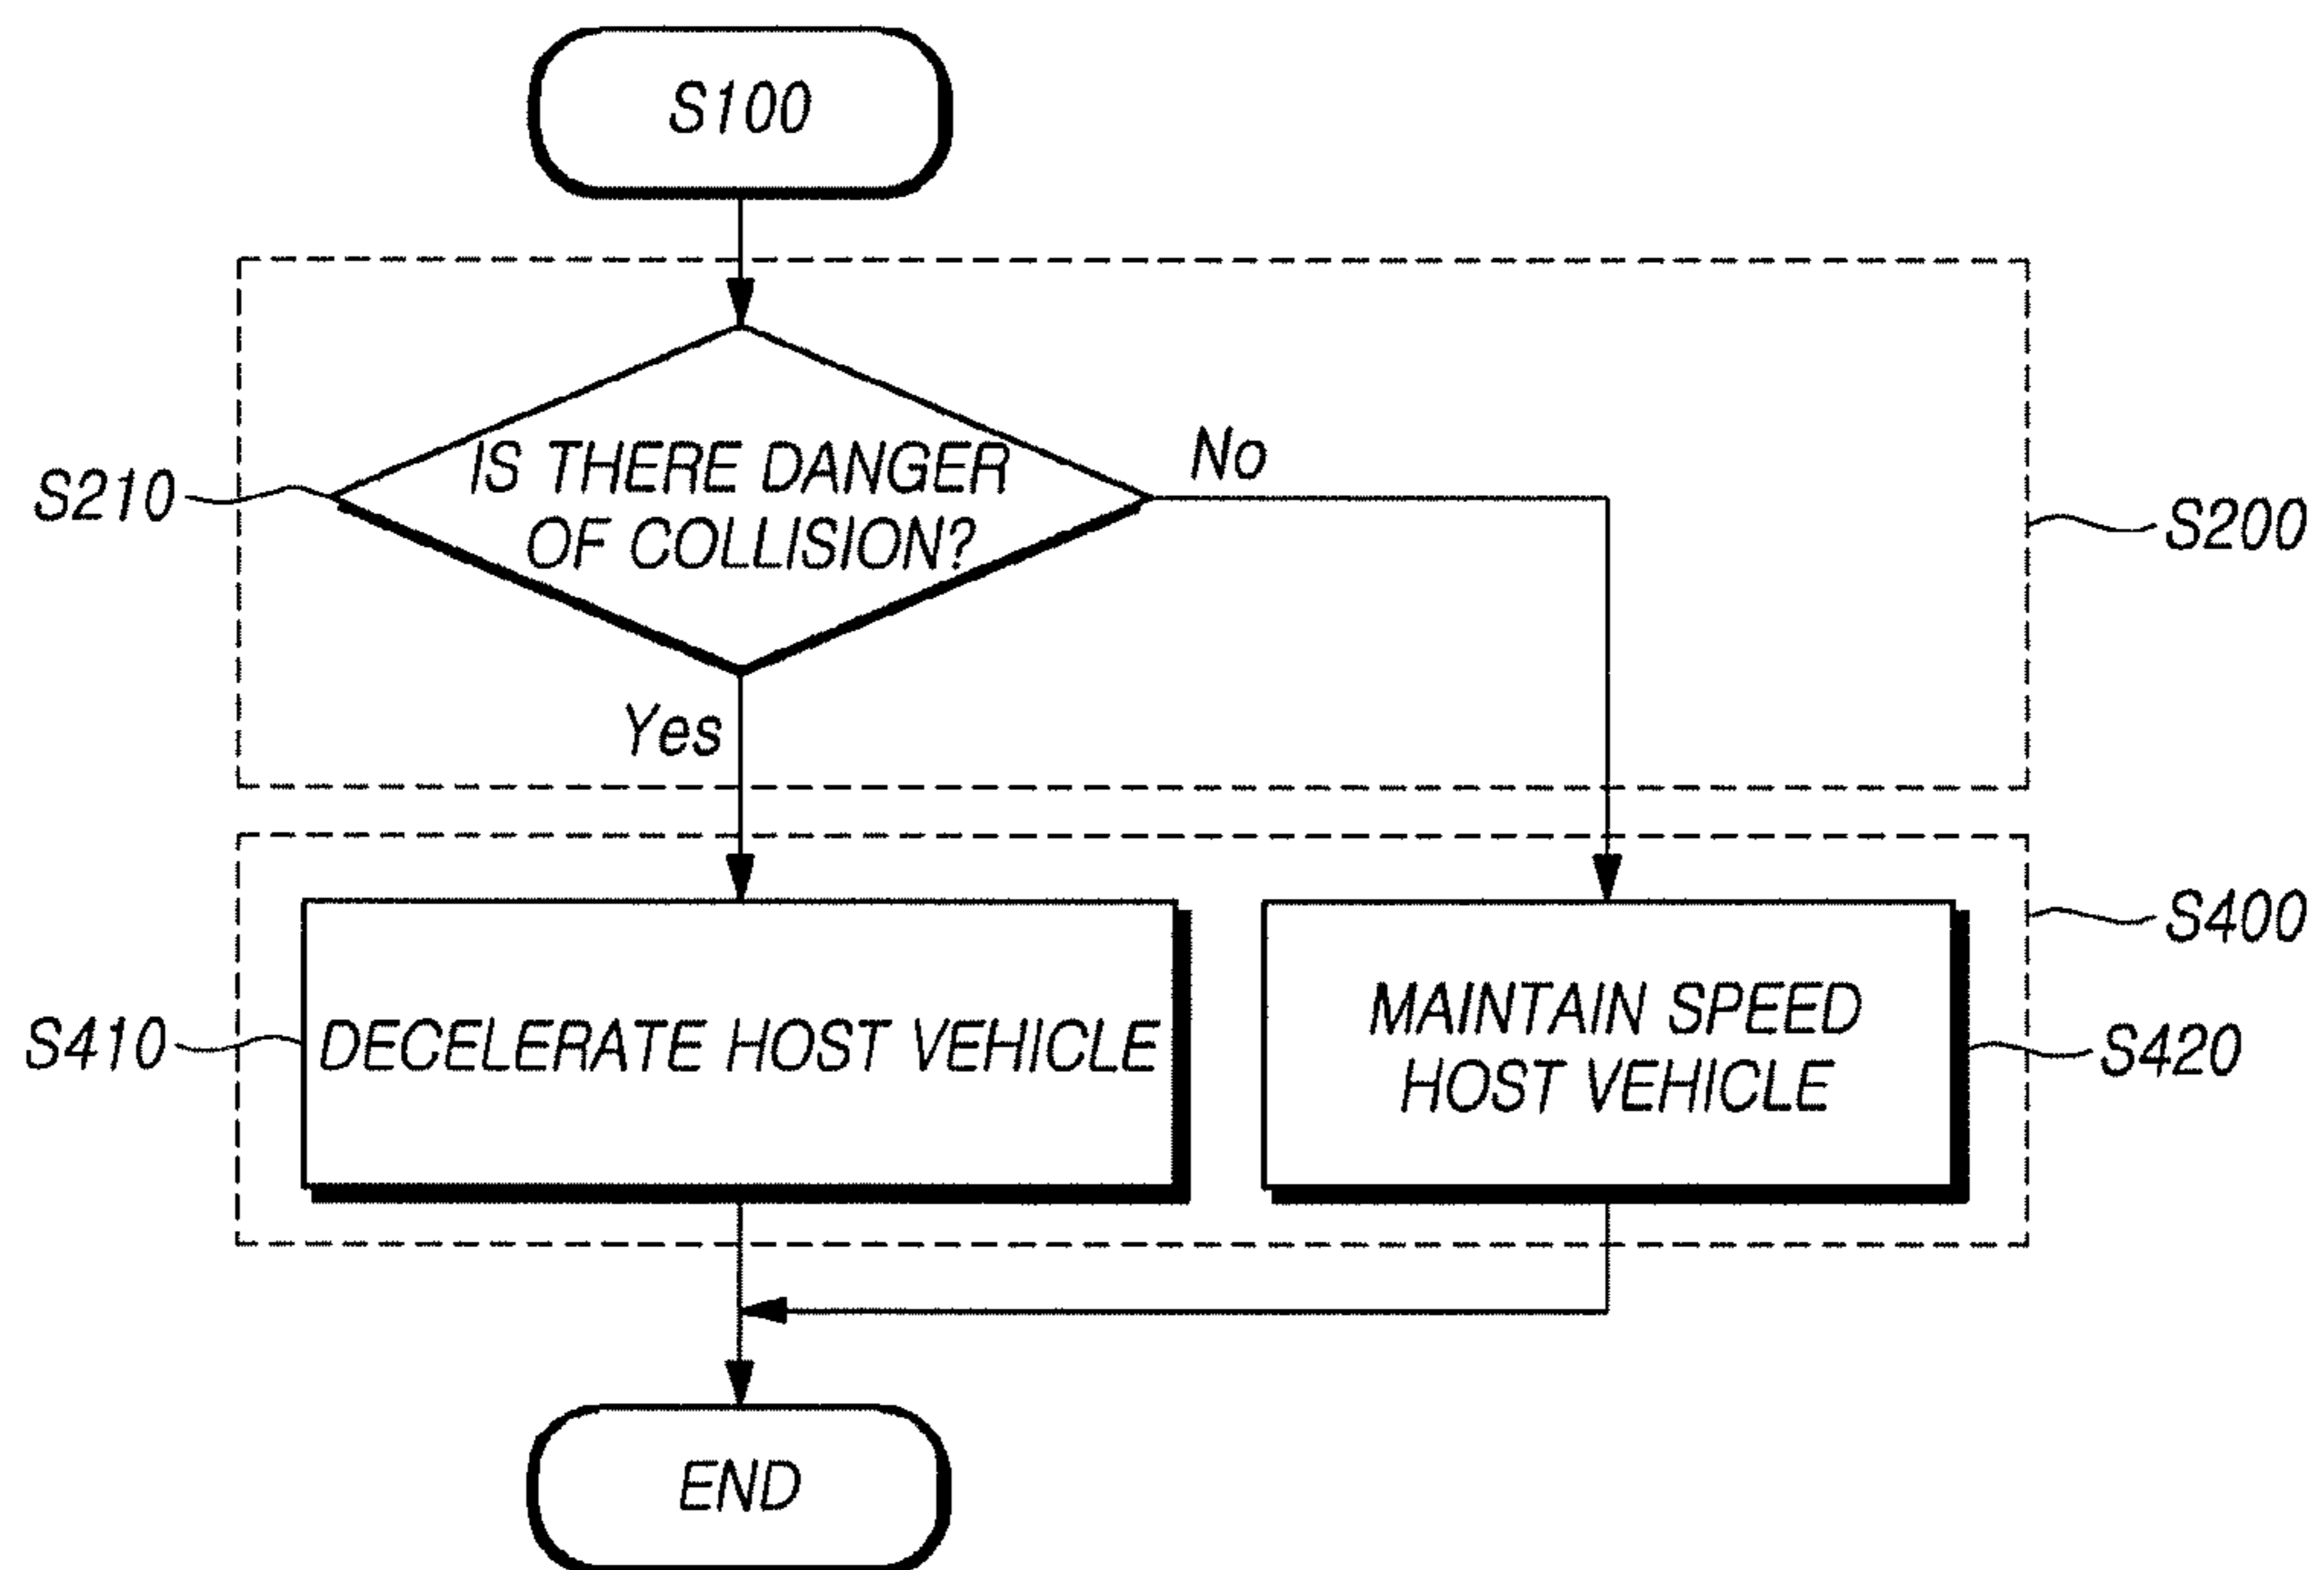 S100
IS THERE DANGER
OF COLLISION?
No
S210
S200
Yes
S400
DECELERATE HOST VEHICLE
MAINTAIN SPEED
HOST VEHICLE
S410
S420
END